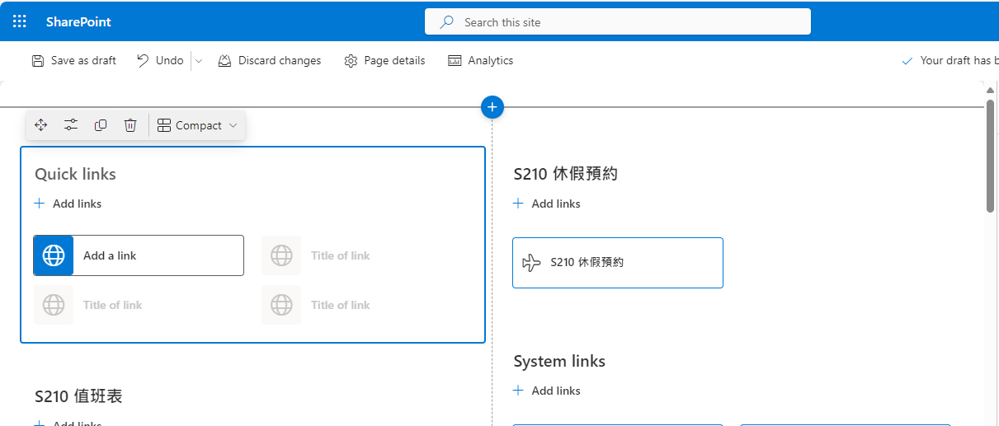 SharePoint
Search this site
Save as draft
Undo
Discard changes
Page details
Analytics
Your draft has b
Compact
Quick links
Add links
Add a link
Title of link
Title of link
Title of link
S210 值班表
Add links
S210 休假預約
Add links
S210 休假預約
System links
Add links